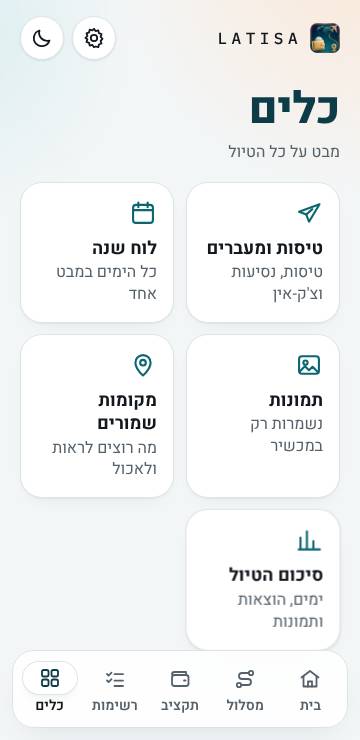 LATISA
כלים
מבט על כל הטיול
טיסות ומעברים
טיסות, נסיעות
וצ'ק-אין
לוח שנה
כל הימים במבט
אחד
תמונות
נשמרות רק
במכשיר
מקומות
שמורים
מה רוצים לראות
ולאכול
סיכום הטיול
ימים, הוצאות
ותמונות
בית
מסלול
תקציב
רשימות
כלים